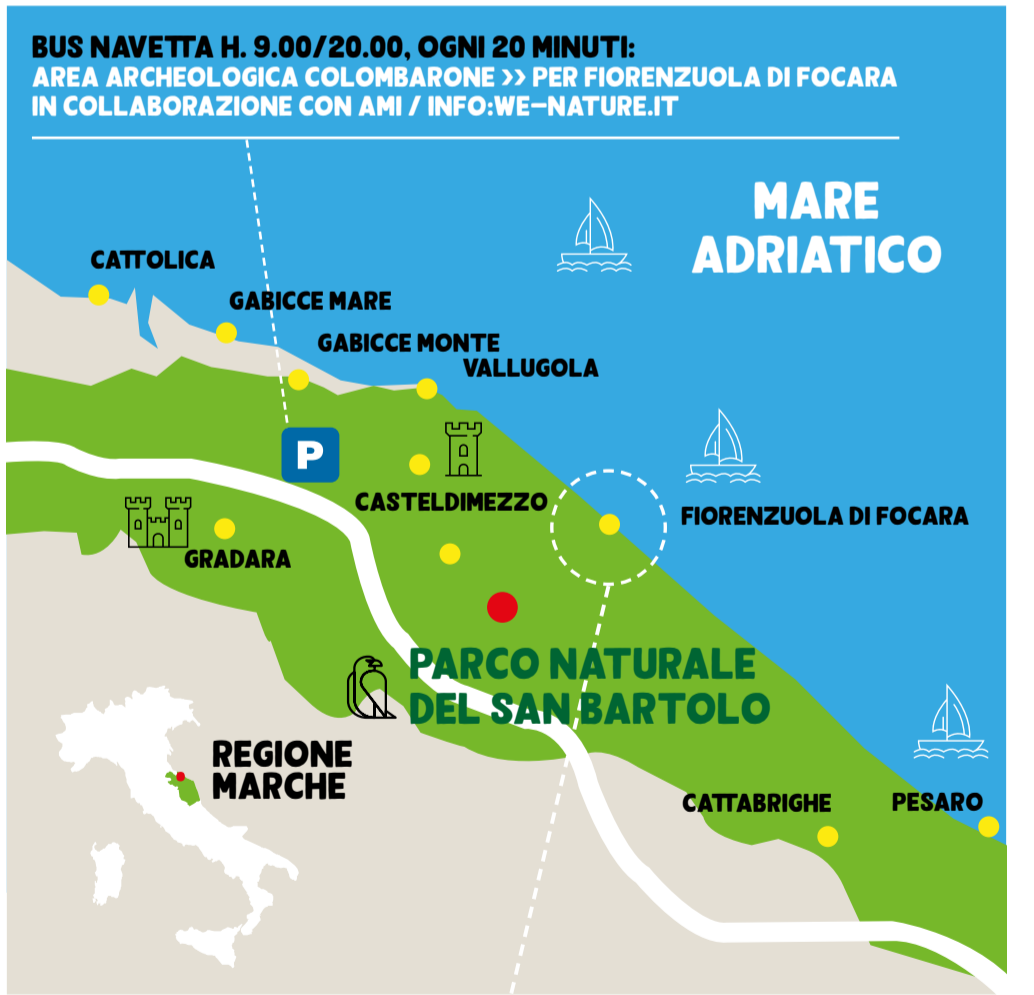 BUS NAVETTA H. 9.00/20.00, OGNI 20 MINUTI:
AREA ARCHEOLOGICA COLOMBARONE >> PER FIORENZUOLA DI FOCARA
IN COLLABORAZIONE CON AMI / INFO:WE-NATURE.IT
MARE
ADRIATICO
CATTOLICA
GABICCE MARE
GABICCE MONTE
VALLUGOLA
P
CASTELDIMEZZO
FIORENZUOLA DI FOCARA
GRADARA
PARCO NATURALE
DEL SAN BARTOLO
REGIONE
MARCHE
CATTABRIGHE
PESARO